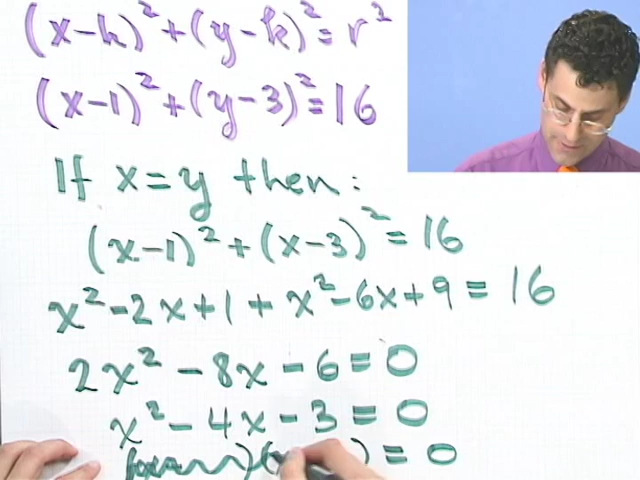 (x-h)²+(y-k)²=r²
(x-1)²+(y-3)²=16
If x=y then:
(x-1)²+(x-3)²=16
x²-2x+1+x²-6x+9=16
2x²-8x-6=0
x²-4x-3=0
( )( )=0